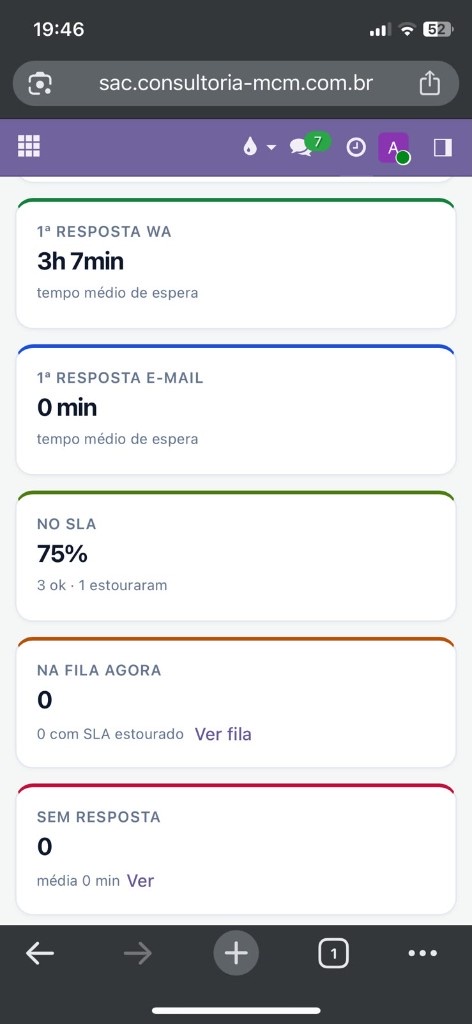 19:46
52
sac.consultoria-mcm.com.br
7
A
1ª RESPOSTA WA
3h 7min
tempo médio de espera
1ª RESPOSTA E-MAIL
0 min
tempo médio de espera
NO SLA
75%
3 ok · 1 estouraram
NA FILA AGORA
0
0 com SLA estourado Ver fila
SEM RESPOSTA
0
média 0 min Ver
1